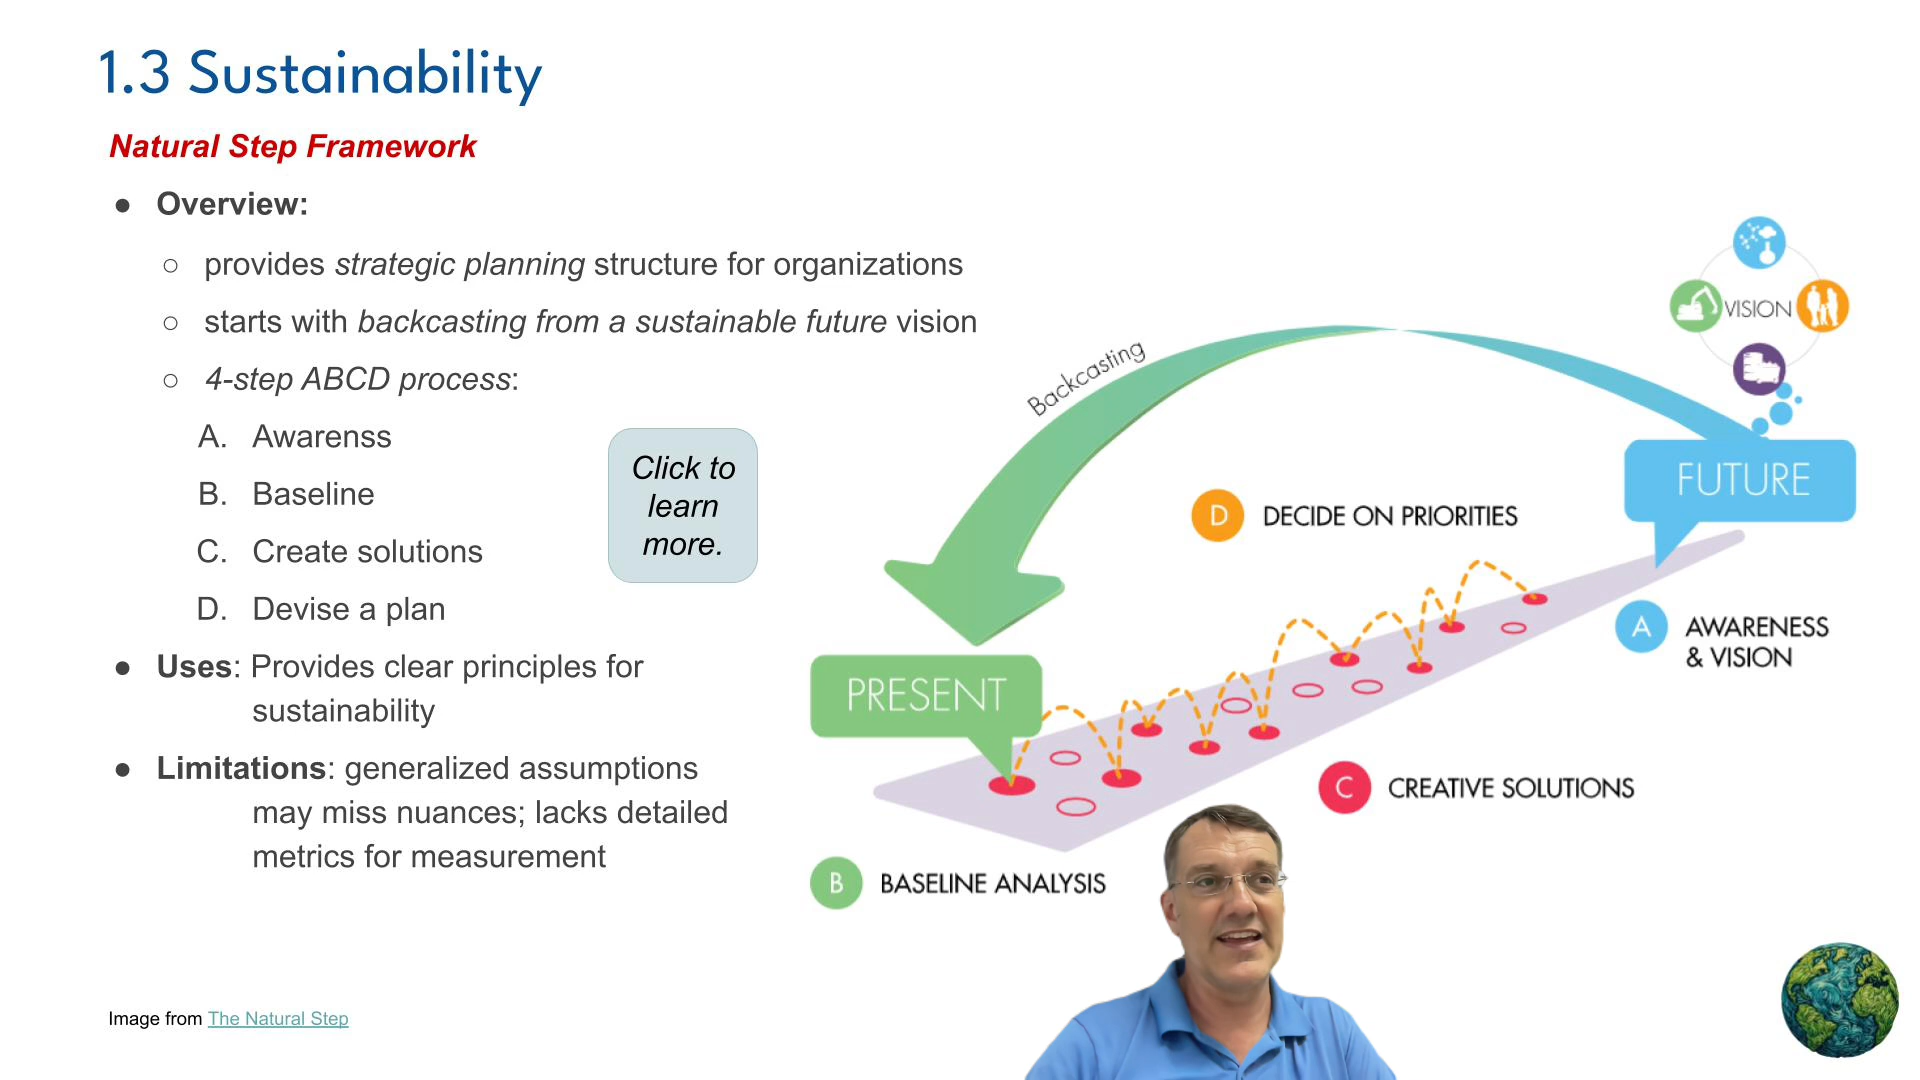 1.3 Sustainability
Natural Step Framework
● Overview:
○ provides strategic planning structure for organizations
○ starts with backcasting from a sustainable future vision
○ 4-step ABCD process:
A. Awarenss
B. Baseline
C. Create solutions
D. Devise a plan
● Uses: Provides clear principles for
sustainability
● Limitations: generalized assumptions
may miss nuances; lacks detailed
metrics for measurement
Click to
learn
more.
Image from The Natural Step
VISION
Backcasting
FUTURE
D DECIDE ON PRIORITIES
A AWARENESS
& VISION
PRESENT
C CREATIVE SOLUTIONS
B BASELINE ANALYSIS